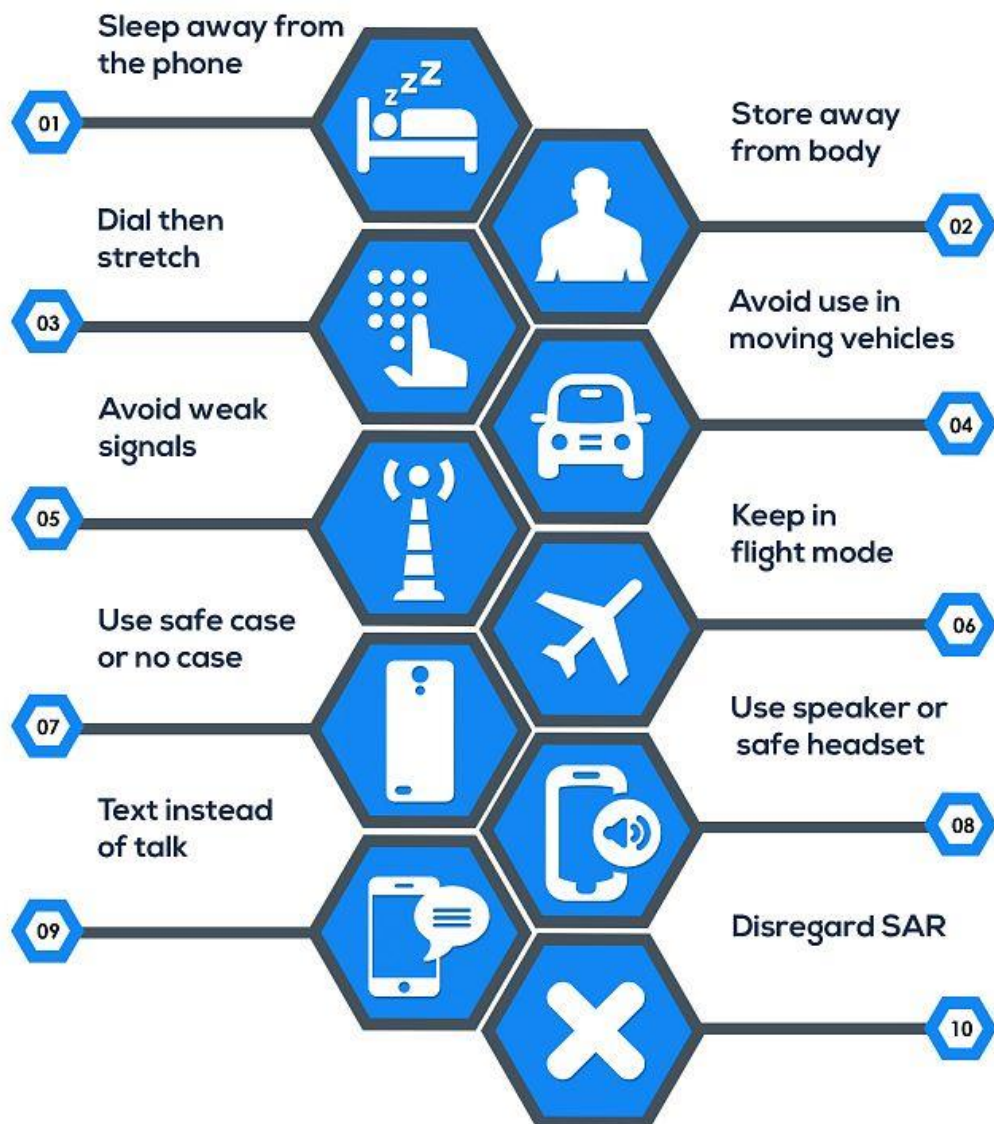 Sleep away from
the phone
01
zzz
Store away
from body
02
Dial then
stretch
03
Avoid use in
moving vehicles
04
Avoid weak
signals
05
Keep in
flight mode
06
Use safe case
or no case
07
Use speaker or
safe headset
08
Text instead
of talk
09
Disregard SAR
10